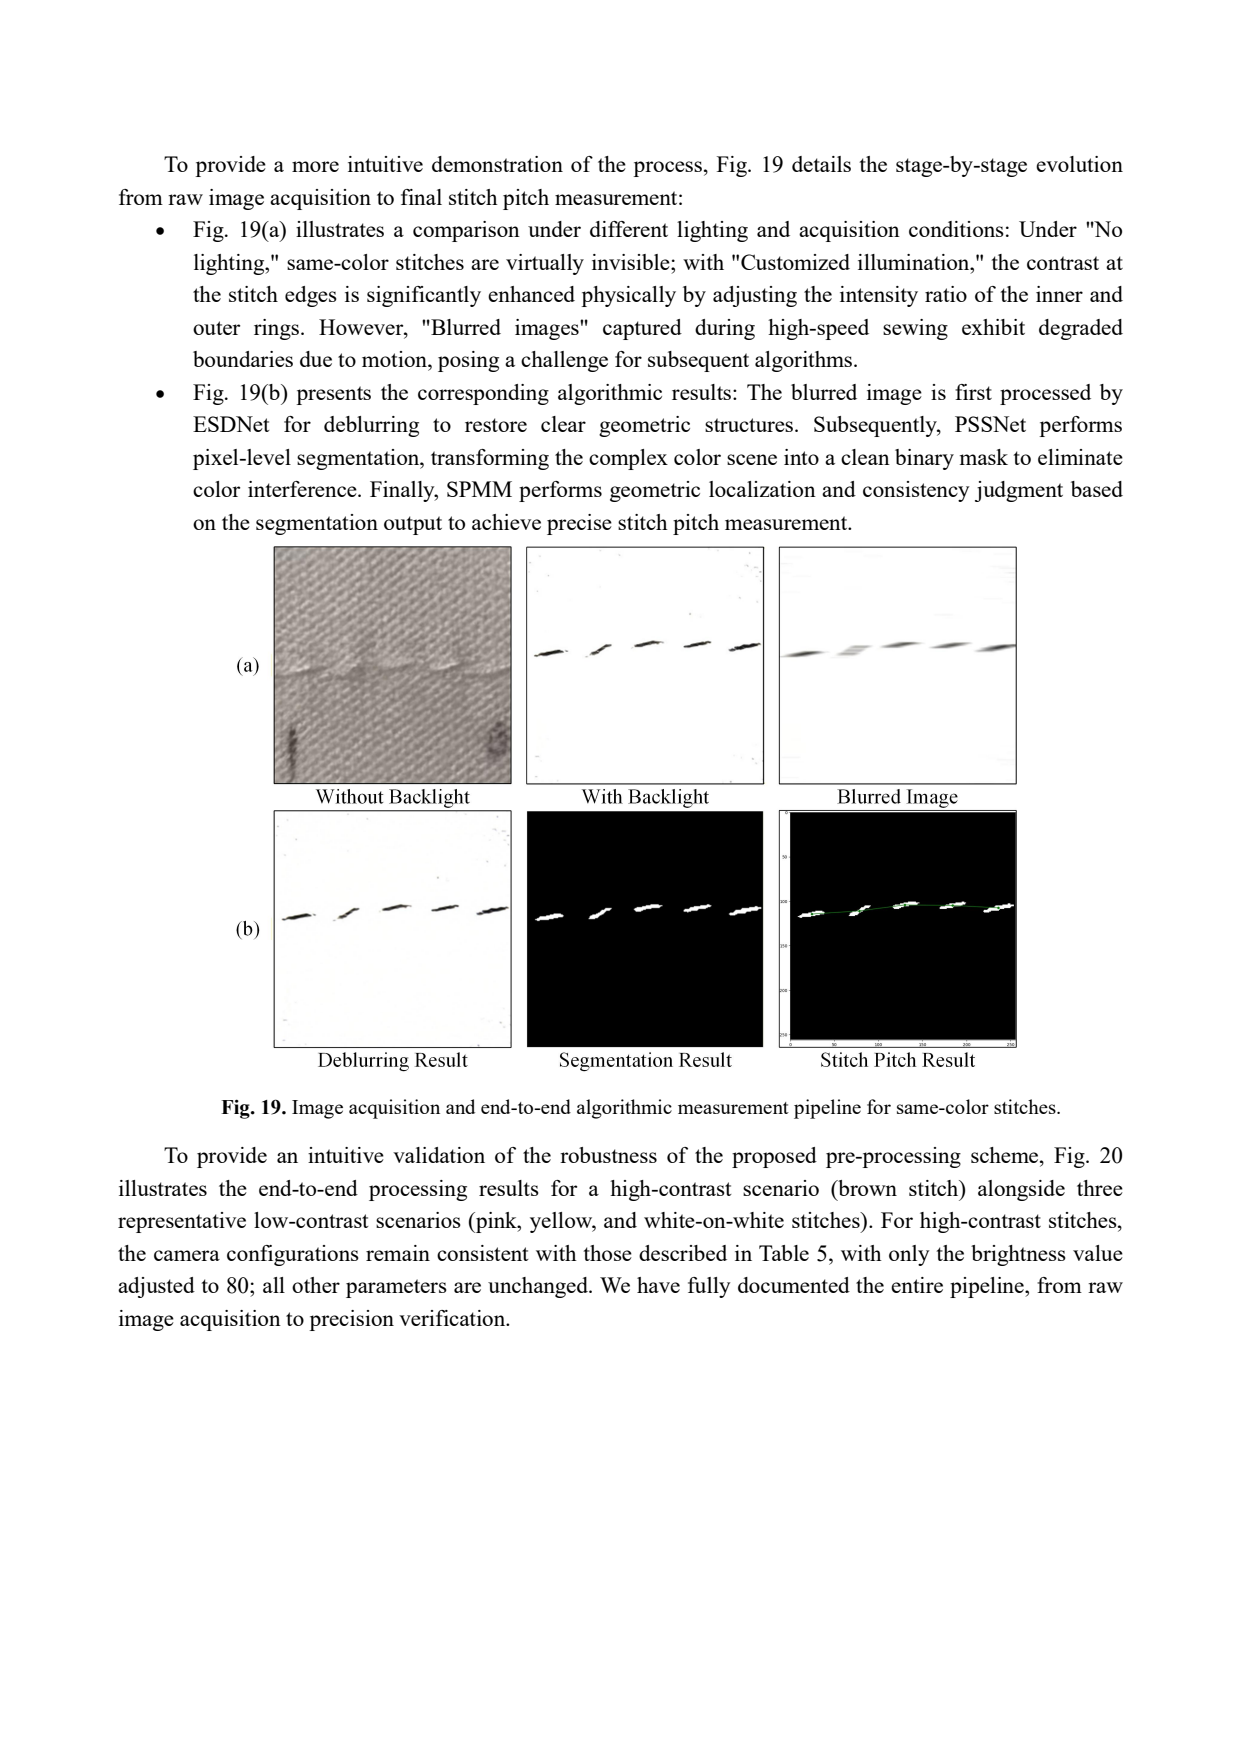 To provide a more intuitive demonstration of the process, Fig. 19 details the stage-by-stage evolution
from raw image acquisition to final stitch pitch measurement:
• Fig. 19(a) illustrates a comparison under different lighting and acquisition conditions: Under "No
lighting," same-color stitches are virtually invisible; with "Customized illumination," the contrast at
the stitch edges is significantly enhanced physically by adjusting the intensity ratio of the inner and
outer rings. However, "Blurred images" captured during high-speed sewing exhibit degraded
boundaries due to motion, posing a challenge for subsequent algorithms.
• Fig. 19(b) presents the corresponding algorithmic results: The blurred image is first processed by
ESDNet for deblurring to restore clear geometric structures. Subsequently, PSSNet performs
pixel-level segmentation, transforming the complex color scene into a clean binary mask to eliminate
color interference. Finally, SPMM performs geometric localization and consistency judgment based
on the segmentation output to achieve precise stitch pitch measurement.
(a)
Without Backlight With Backlight Blurred Image
0
50
100
150
200
250
(b)
0 50 100 150 200 250
Deblurring Result Segmentation Result Stitch Pitch Result
Fig. 19. Image acquisition and end-to-end algorithmic measurement pipeline for same-color stitches.
To provide an intuitive validation of the robustness of the proposed pre-processing scheme, Fig. 20
illustrates the end-to-end processing results for a high-contrast scenario (brown stitch) alongside three
representative low-contrast scenarios (pink, yellow, and white-on-white stitches). For high-contrast stitches,
the camera configurations remain consistent with those described in Table 5, with only the brightness value
adjusted to 80; all other parameters are unchanged. We have fully documented the entire pipeline, from raw
image acquisition to precision verification.